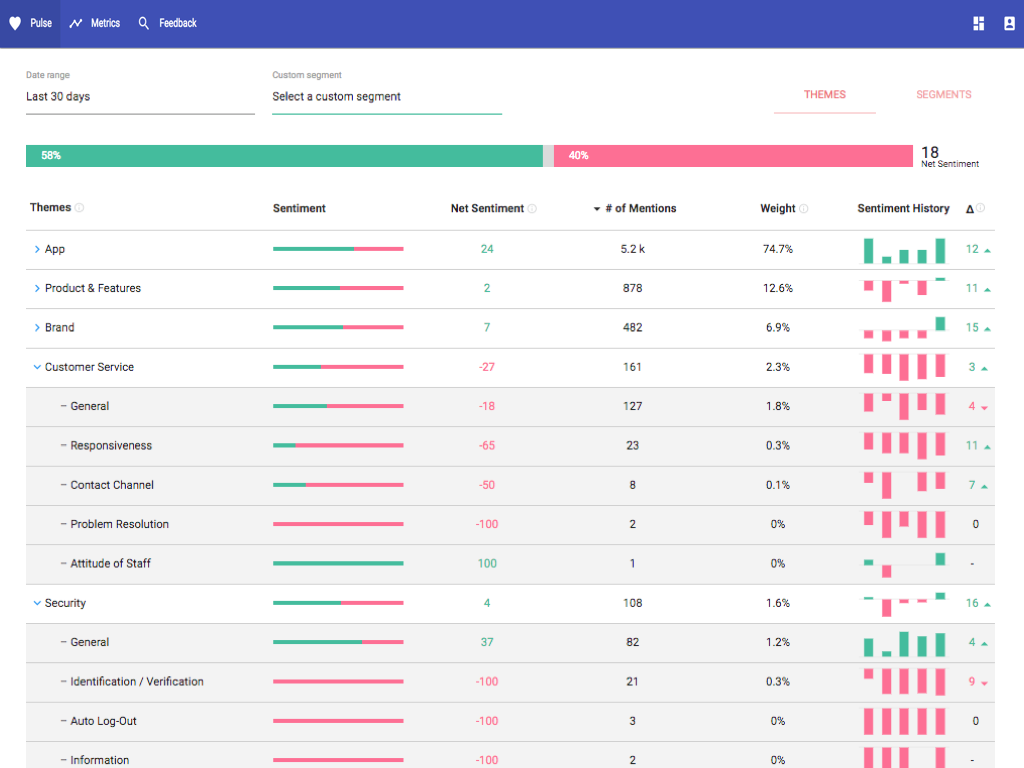 Pulse Metrics Feedback
Date range Custom segment
Last 30 days Select a custom segment THEMES SEGMENTS
58% 40% 18
Net Sentiment
Themes Sentiment Net Sentiment # of Mentions Weight Sentiment History Δ
App 24 5.2 k 74.7% 12
Product & Features 2 878 12.6% 11
Brand 7 482 6.9% 15
Customer Service -27 161 2.3% 3
– General -18 127 1.8% 4
– Responsiveness -65 23 0.3% 11
– Contact Channel -50 8 0.1% 7
– Problem Resolution -100 2 0% 0
– Attitude of Staff 100 1 0% -
Security 4 108 1.6% 16
– General 37 82 1.2% 4
– Identification / Verification -100 21 0.3% 9
– Auto Log-Out -100 3 0% 0
– Information -100 2 0% -